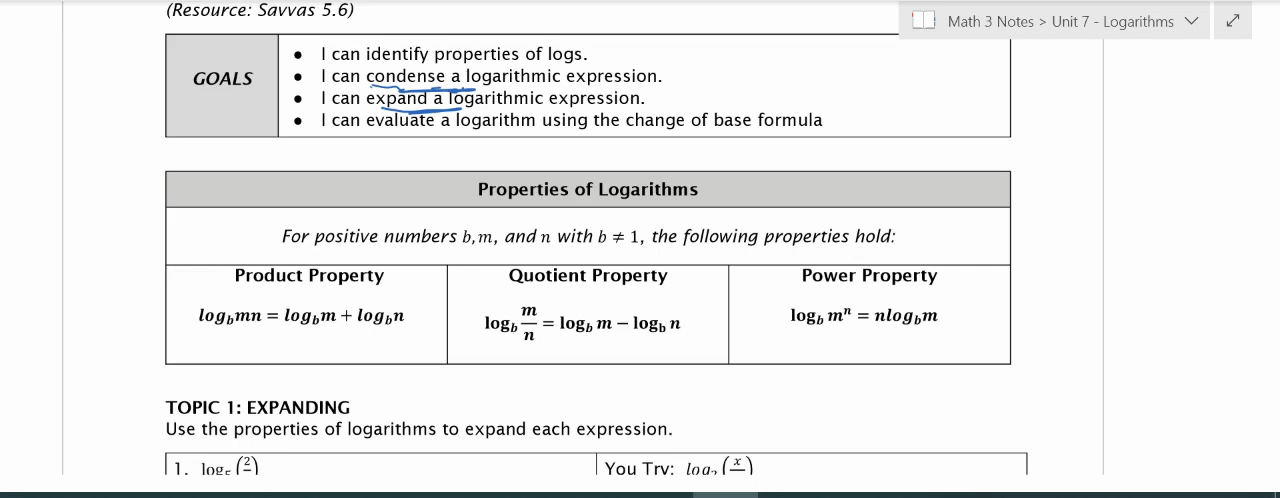 (Resource: Savvas 5.6)
Math 3 Notes > Unit 7 - Logarithms
GOALS
• I can identify properties of logs.
• I can condense a logarithmic expression.
• I can expand a logarithmic expression.
• I can evaluate a logarithm using the change of base formula
Properties of Logarithms
For positive numbers b, m, and n with b ≠ 1, the following properties hold:
Product Property
log_b mn = log_b m + log_b n
Quotient Property
log_b m/n = log_b m − log_b n
Power Property
log_b mⁿ = nlog_b m
TOPIC 1: EXPANDING
Use the properties of logarithms to expand each expression.
1. log₅ (2
You Try: log₂ (x